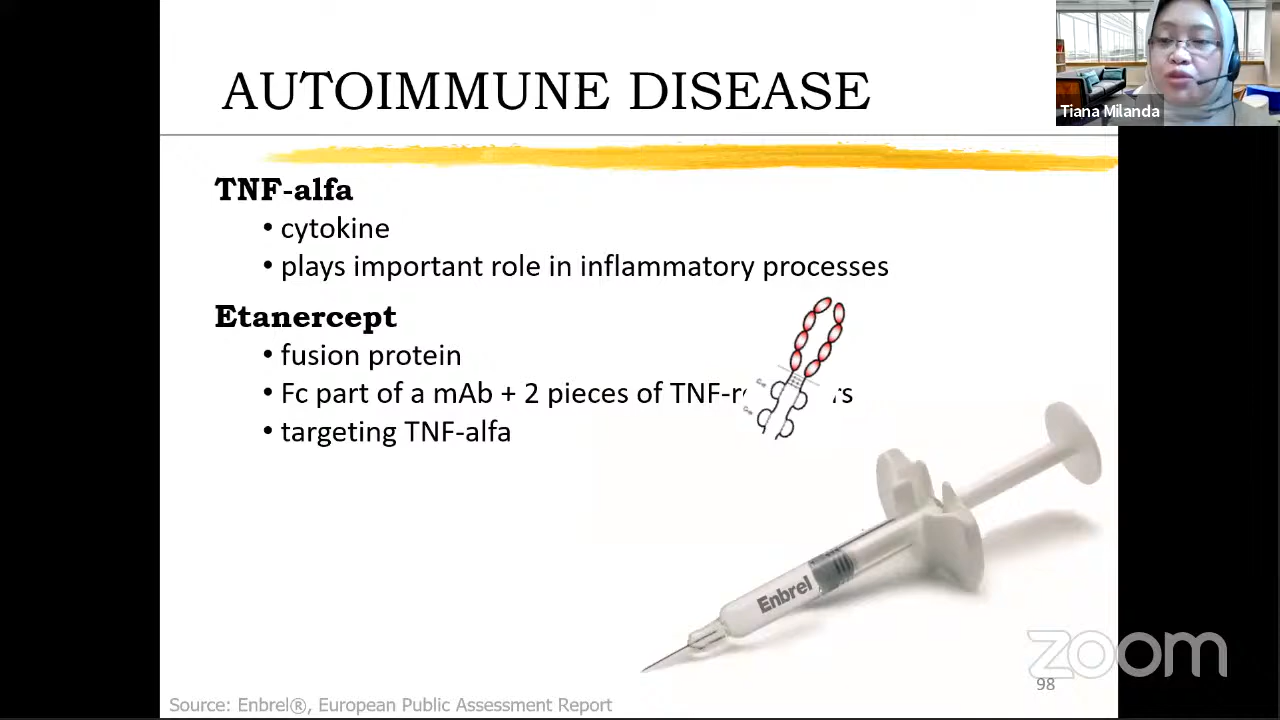 AUTOIMMUNE DISEASE
Tiana Milanda
TNF-alfa
• cytokine
• plays important role in inflammatory processes
Etanercept
• fusion protein
• Fc part of a mAb + 2 pieces of
• targeting TNF-alfa
Enbrel
zoom
98
Source: Enbrel®, European Public Assessment Report